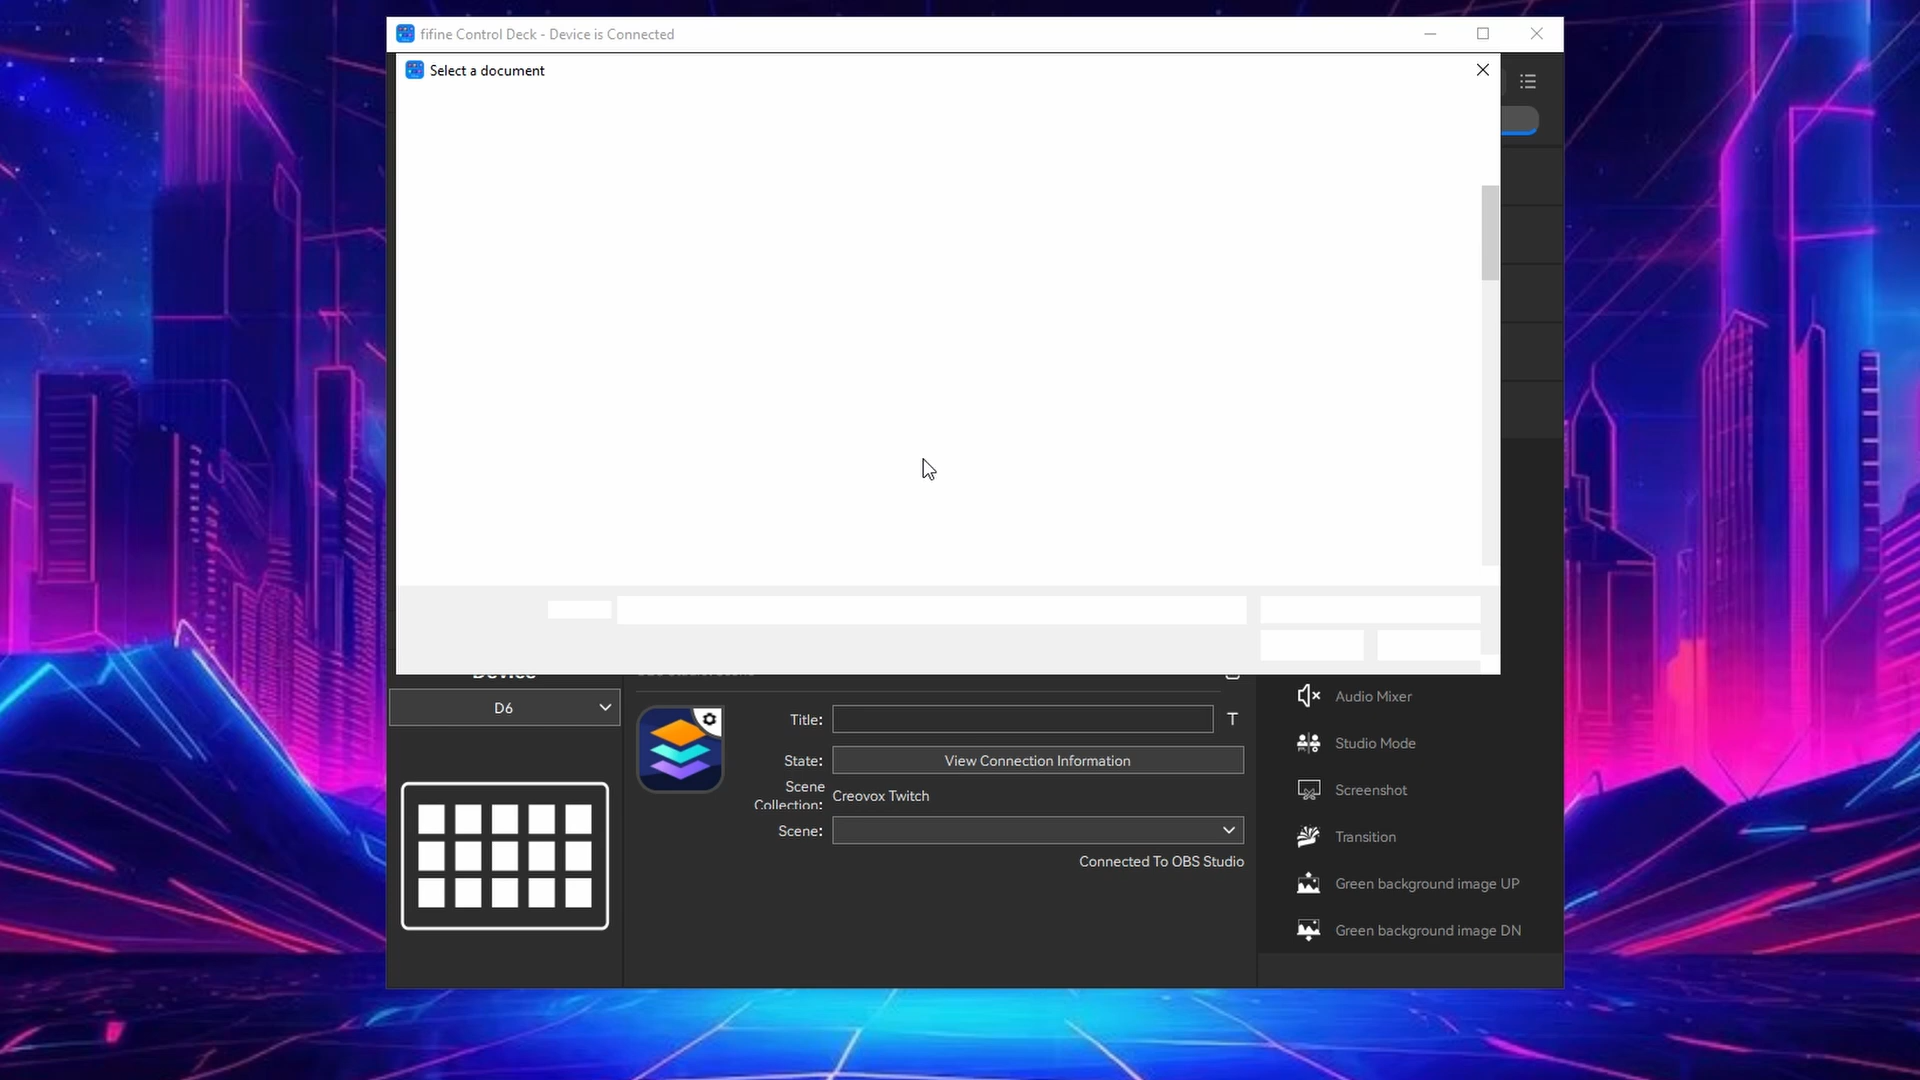 fifine Control Deck - Device is Connected
Select a document
Device
D6
Title:
T
State:
View Connection Information
Scene
Collection:
Creovox Twitch
Scene:
Connected To OBS Studio
Audio Mixer
Studio Mode
Screenshot
Transition
Green background image UP
Green background image DN